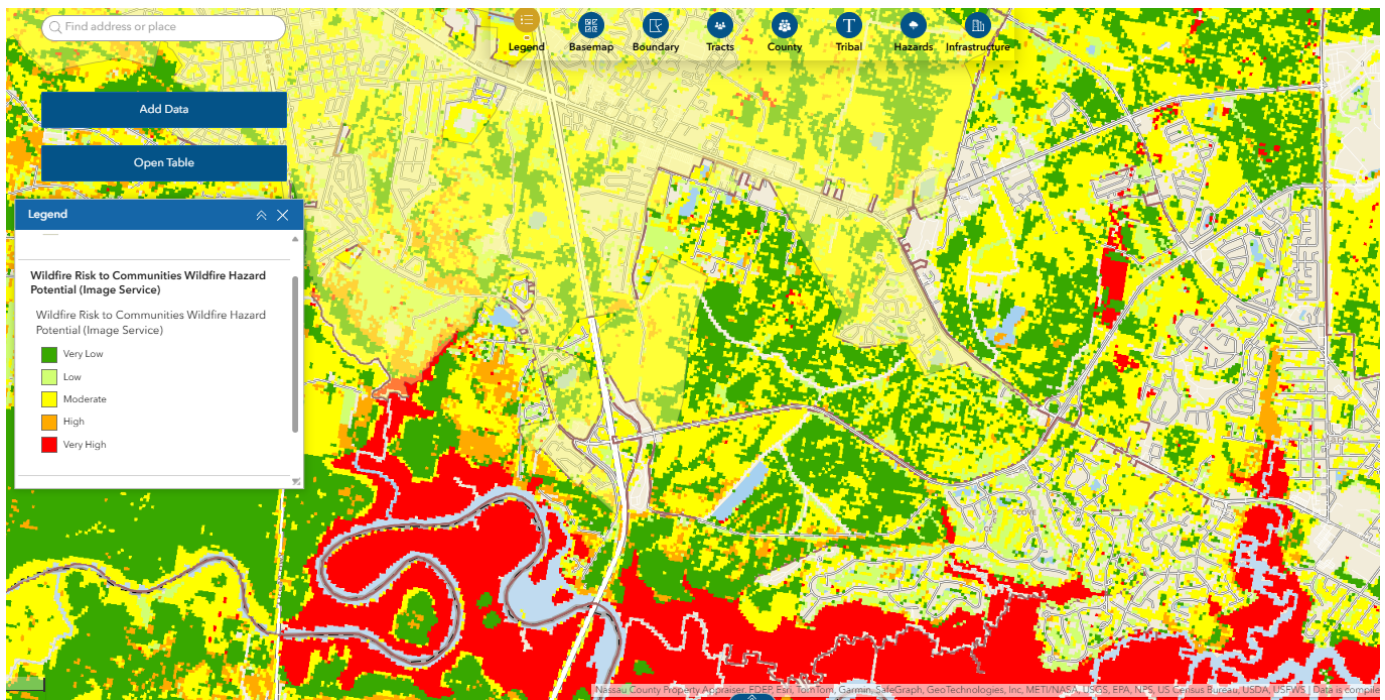 Find address or place
Legend
Basemap
Boundary
Tracts
County
Tribal
Hazards
Infrastructure
Add Data
Open Table
Legend
Wildfire Risk to Communities Wildfire Hazard
Potential (Image Service)
Wildfire Risk to Communities Wildfire Hazard
Potential (Image Service)
Very Low
Low
Moderate
High
Very High
COVE
Nassau County Property Appraiser, FDEP, Esri, TomTom, Garmin, SafeGraph, GeoTechnologies, Inc, METI/NASA, USGS, EPA, NPS, US Census Bureau, USDA, USFWS | Data is compile